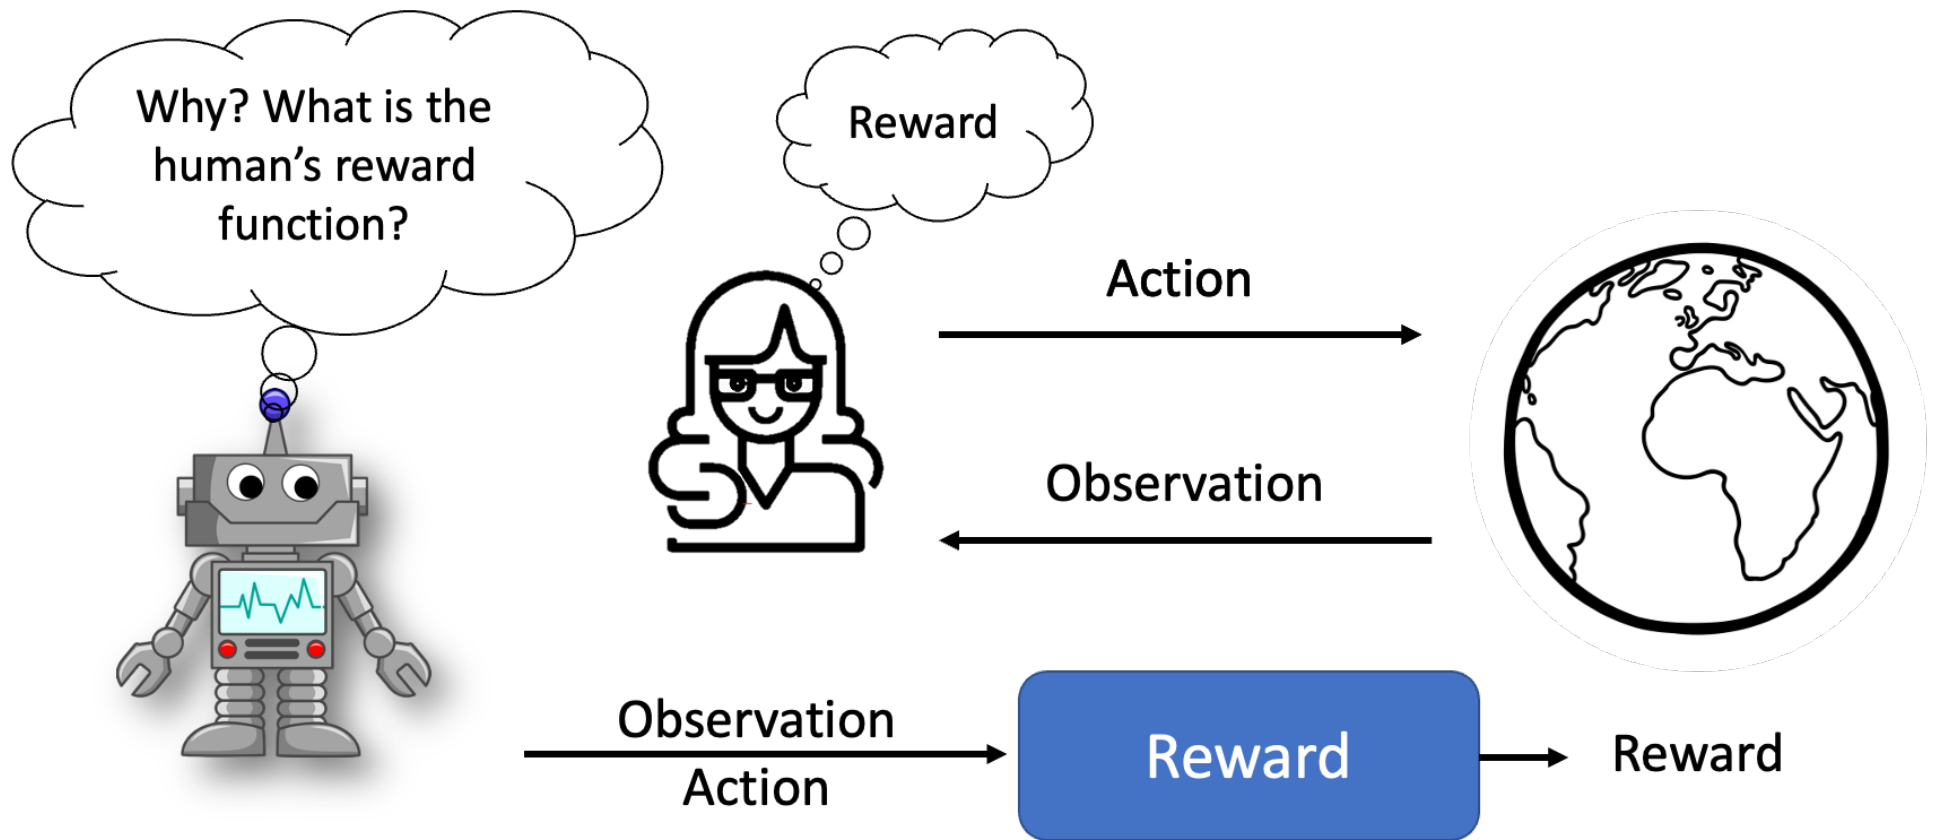 Why? What is the
human’s reward
function?
Reward
Action
Observation
Observation
Action
Reward
Reward